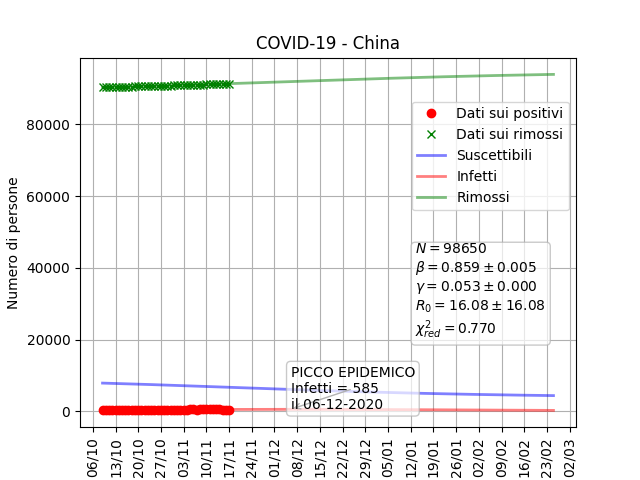 COVID-19 - China
Numero di persone
80000
60000
40000
20000
0
Dati sui positivi
Dati sui rimossi
Suscettibili
Infetti
Rimossi
N = 98650
β = 0.859 ± 0.005
γ = 0.053 ± 0.000
R₀ = 16.08 ± 16.08
χ²red = 0.770
PICCO EPIDEMICO
Infetti = 585
il 06-12-2020
06/10
13/10
20/10
27/10
03/11
10/11
17/11
24/11
01/12
08/12
15/12
22/12
29/12
05/01
12/01
19/01
26/01
02/02
09/02
16/02
23/02
02/03